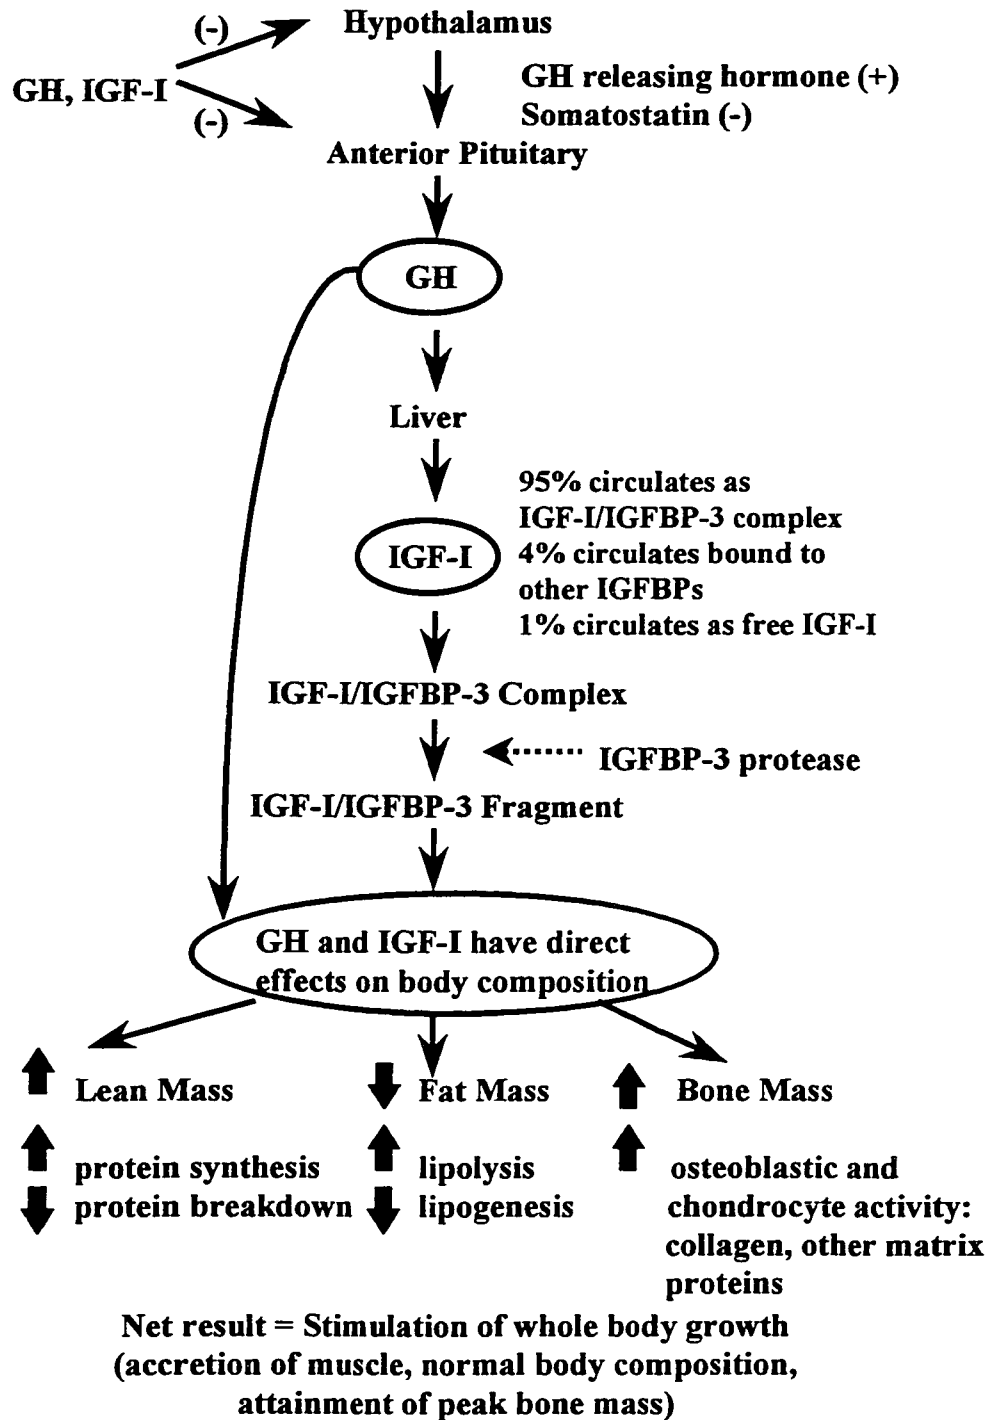 (-)
Hypothalamus
GH, IGF-I
(-)
GH releasing hormone (+)
Somatostatin (-)
Anterior Pituitary
GH
Liver
95% circulates as
IGF-I/IGFBP-3 complex
IGF-I
4% circulates bound to
other IGFBPs
1% circulates as free IGF-I
IGF-I/IGFBP-3 Complex
IGFBP-3 protease
IGF-I/IGFBP-3 Fragment
GH and IGF-I have direct
effects on body composition
Lean Mass
protein synthesis
protein breakdown
Fat Mass
lipolysis
lipogenesis
Bone Mass
osteoblastic and
chondrocyte activity:
collagen, other matrix
proteins
Net result = Stimulation of whole body growth
(accretion of muscle, normal body composition,
attainment of peak bone mass)